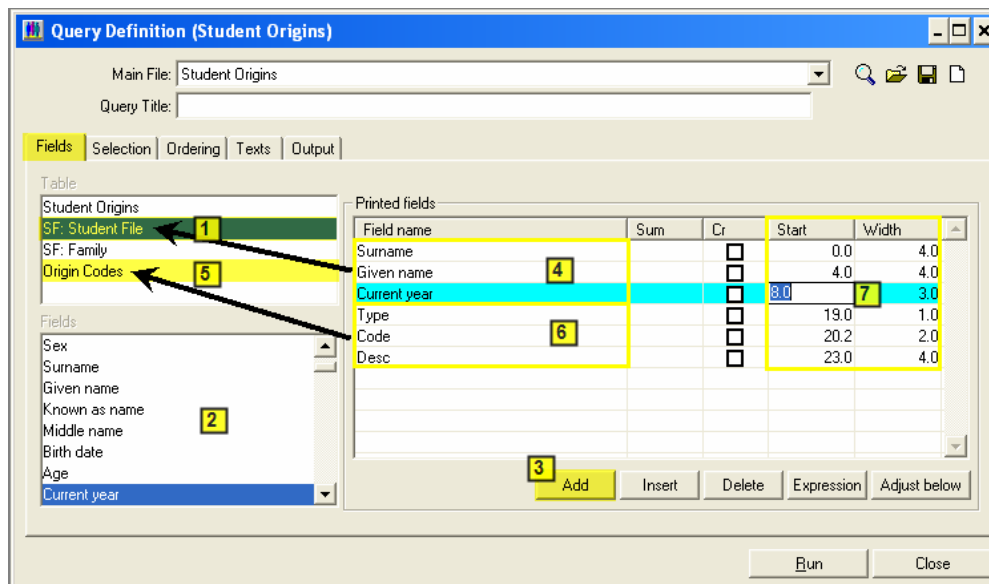 Query Definition (Student Origins)
Main File: Student Origins
Query Title:
Fields Selection Ordering Texts Output
Table
Student Origins
SF: Student File 1
SF: Family
Origin Codes 5
Fields
Sex
Surname
Given name
Known as name
Middle name 2
Birth date
Age
Current year
Printed fields
Field name Sum Cr Start Width
Surname 0.0 4.0
Given name 4 4.0 4.0
Current year 8.0 7 3.0
Type 19.0 1.0
Code 6 20.2 2.0
Desc 23.0 4.0
3
Add Insert Delete Expression Adjust below
Run Close